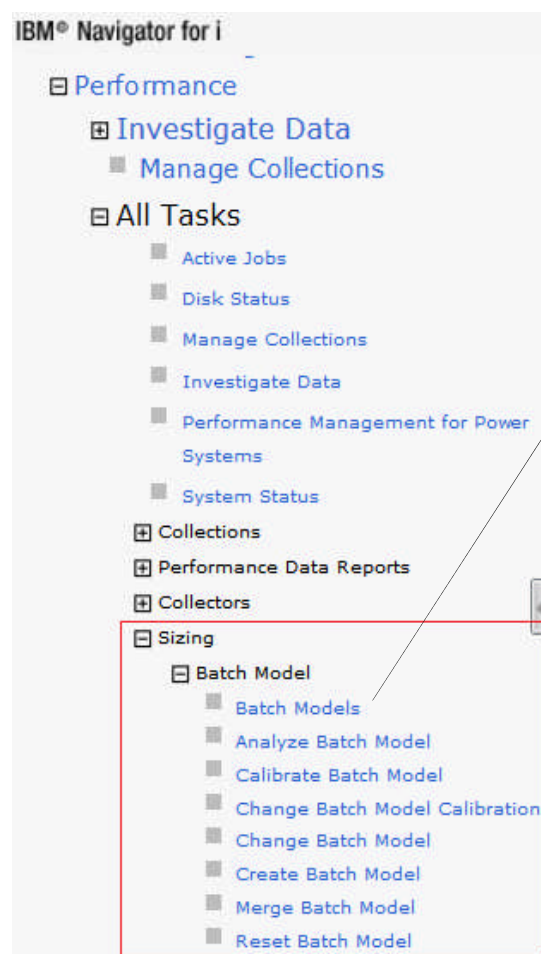 IBM® Navigator for i
Performance
Investigate Data
Manage Collections
All Tasks
Active Jobs
Disk Status
Manage Collections
Investigate Data
Performance Management for Power
Systems
System Status
Collections
Performance Data Reports
Collectors
Sizing
Batch Model
Batch Models
Analyze Batch Model
Calibrate Batch Model
Change Batch Model Calibration
Change Batch Model
Create Batch Model
Merge Batch Model
Reset Batch Model